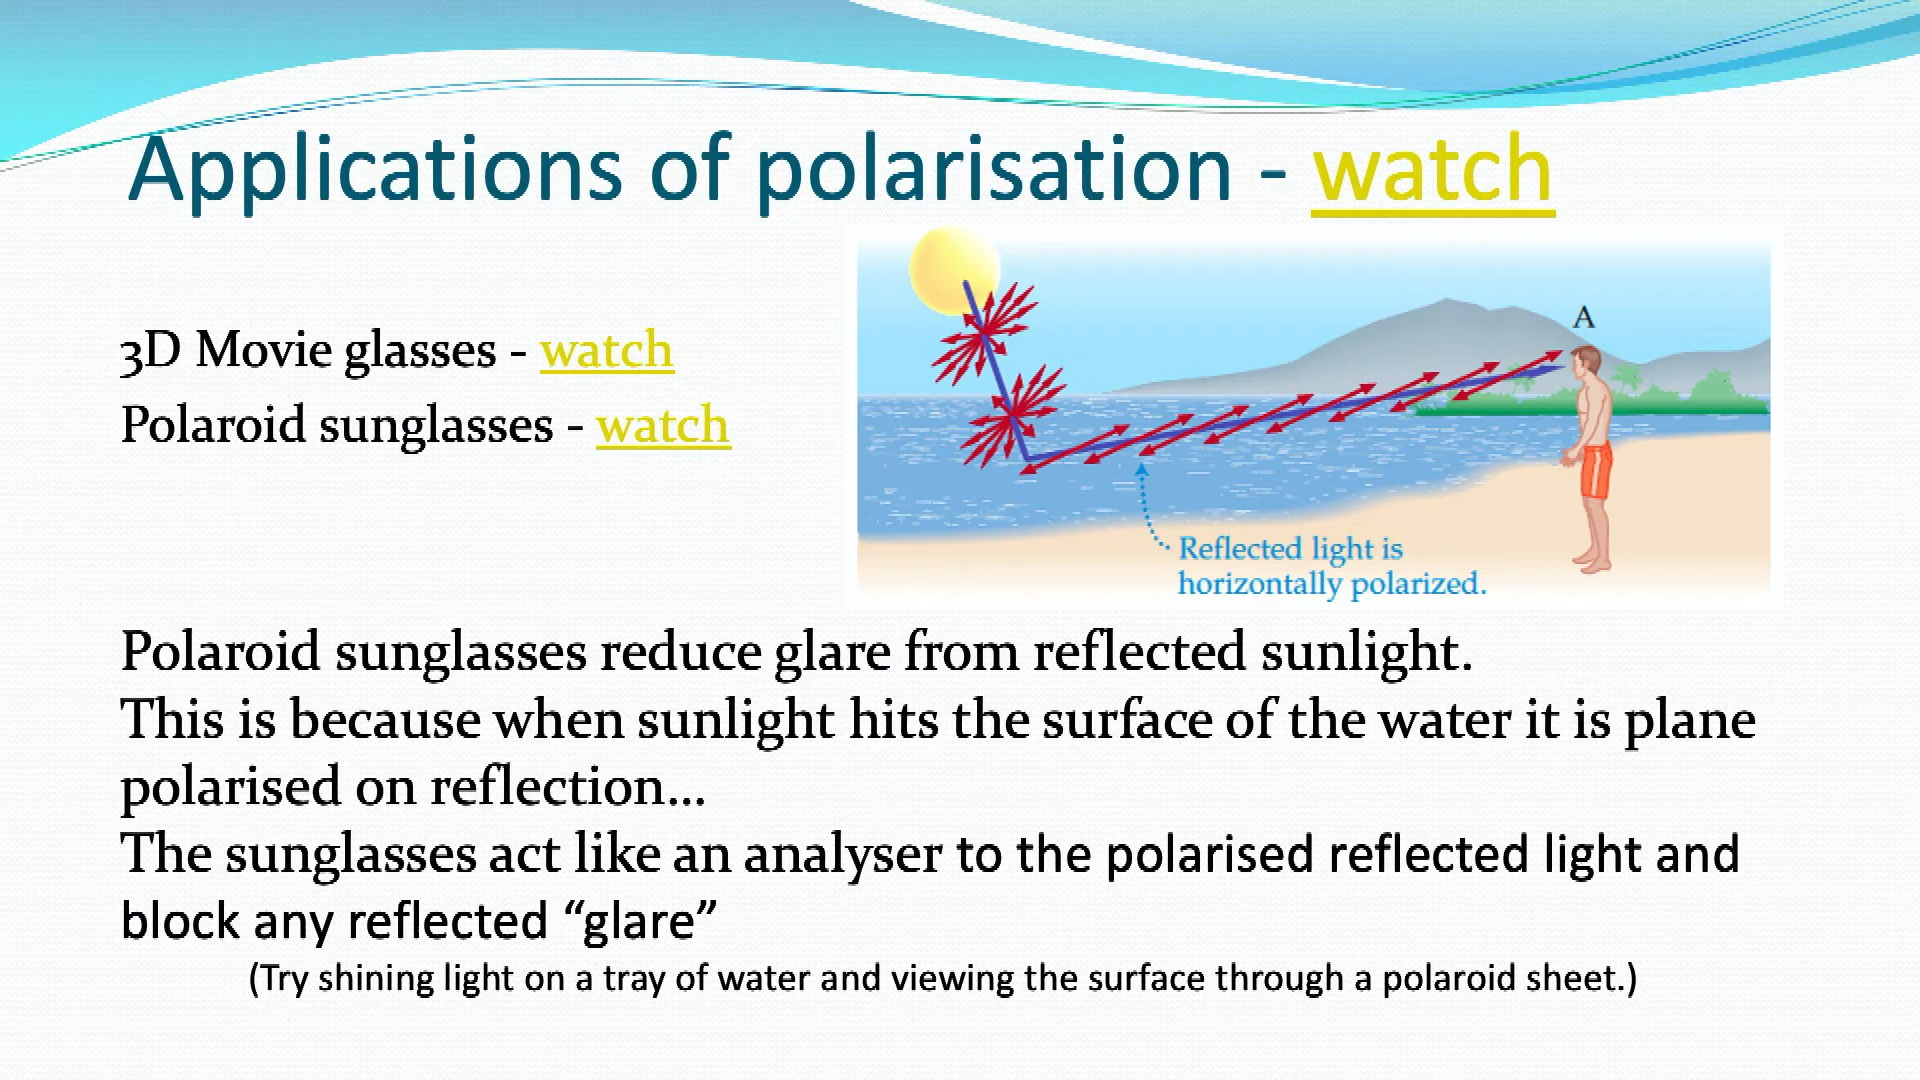 Applications of polarisation - watch
3D Movie glasses - watch
Polaroid sunglasses - watch
A
Reflected light is
horizontally polarized.
Polaroid sunglasses reduce glare from reflected sunlight.
This is because when sunlight hits the surface of the water it is plane
polarised on reflection...
The sunglasses act like an analyser to the polarised reflected light and
block any reflected “glare”
(Try shining light on a tray of water and viewing the surface through a polaroid sheet.)